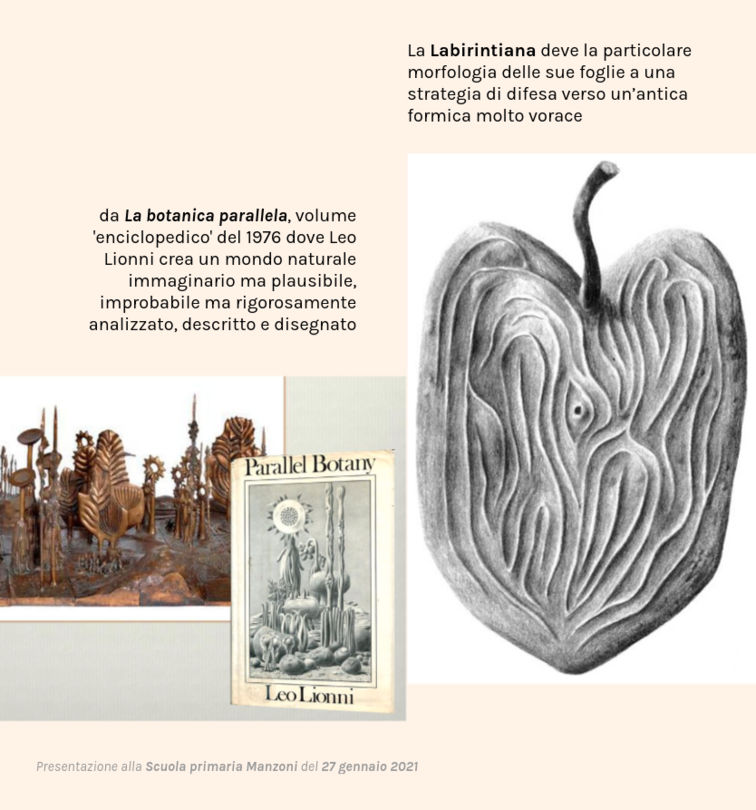 La Labirintiana deve la particolare
morfologia delle sue foglie a una
strategia di difesa verso un'antica
formica molto vorace
da La botanica parallela, volume
'enciclopedico' del 1976 dove Leo
Lionni crea un mondo naturale
immaginario ma plausibile,
improbabile ma rigorosamente
analizzato, descritto e disegnato
Parallel Botany
Leo Lionni
Presentazione alla Scuola primaria Manzoni del 27 gennaio 2021